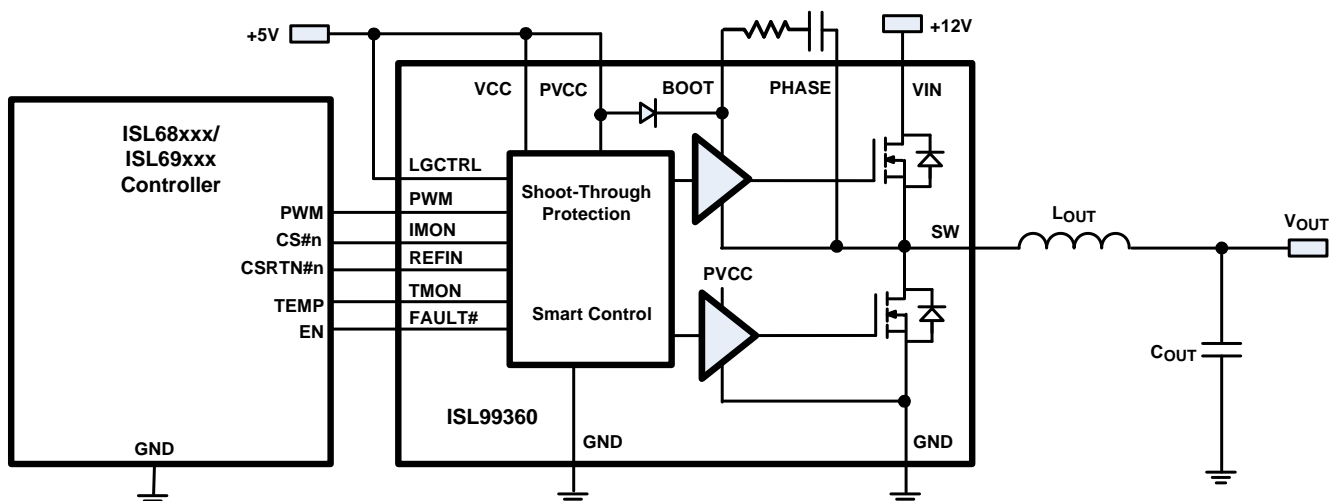 +5V
+12V
VCC
PVCC
BOOT
PHASE
VIN
ISL68xxx/
ISL69xxx
Controller
LGCTRL
PWM
PWM
CS#n
IMON
CSRTN#n
REFIN
TEMP
TMON
EN
FAULT#
Shoot-Through
Protection
Smart Control
PVCC
SW
LOUT
VOUT
COUT
ISL99360
GND
GND
GND